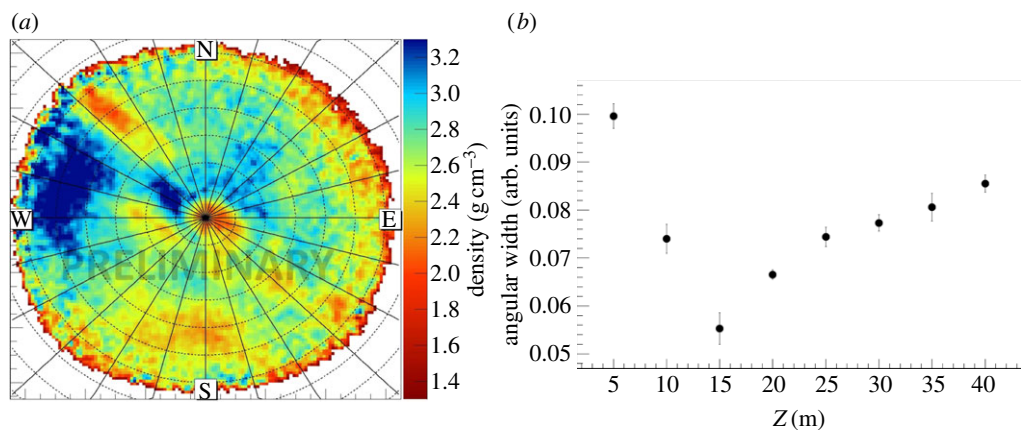 (a)
N
W
E
S
PRELIMINARY
3.2
3.0
2.8
2.6
2.4
2.2
2.0
1.8
1.6
1.4
density (g cm⁻³)
(b)
angular width (arb. units)
0.10
0.09
0.08
0.07
0.06
0.05
5 10 15 20 25 30 35 40
Z (m)